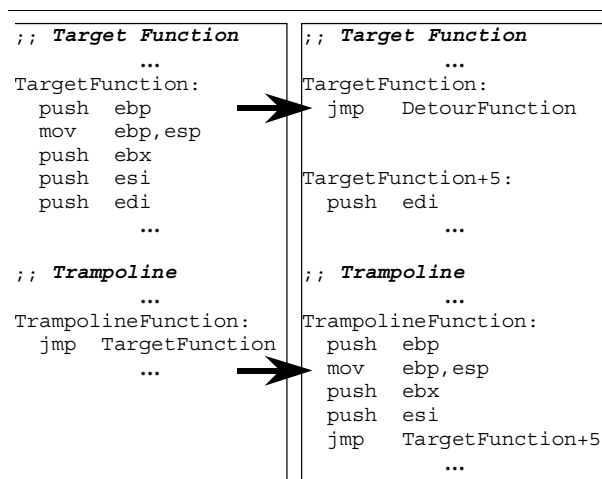 ;; Target Function
...
TargetFunction:
push ebp
mov ebp,esp
push ebx
push esi
push edi
...
;; Trampoline
...
TrampolineFunction:
jmp TargetFunction
...
;; Target Function
...
TargetFunction:
jmp DetourFunction
TargetFunction+5:
push edi
...
;; Trampoline
...
TrampolineFunction:
push ebp
mov ebp,esp
push ebx
push esi
jmp TargetFunction+5
...